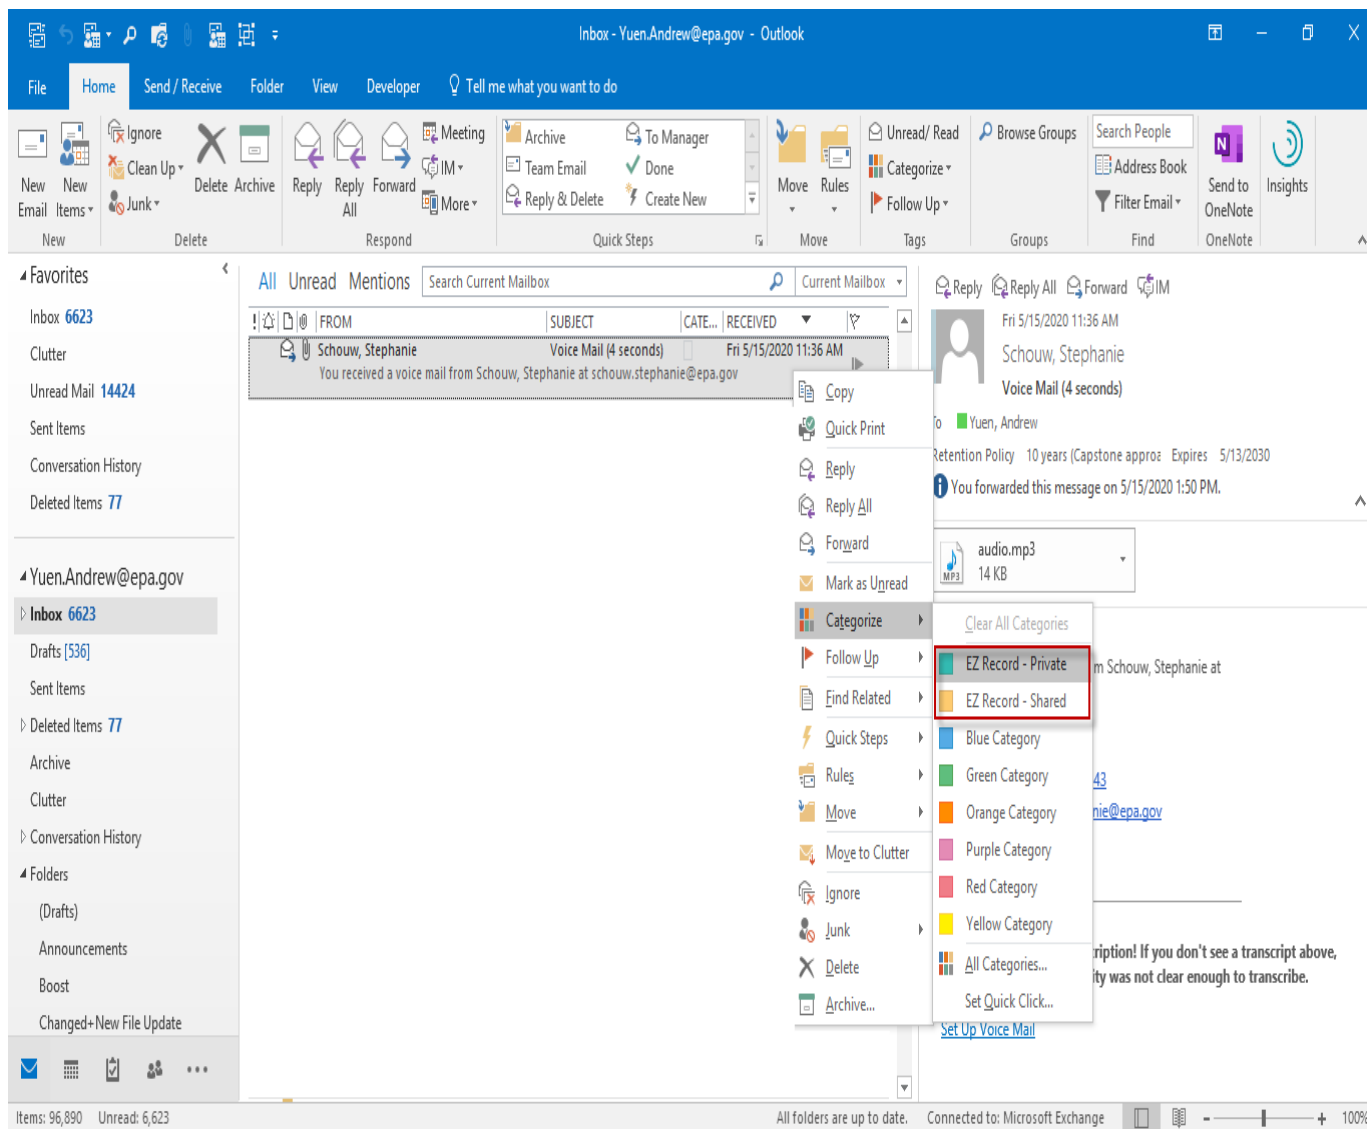 Inbox - Yuen.Andrew@epa.gov - Outlook
File Home Send / Receive Folder View Developer Tell me what you want to do
New Email
New Items
New
Ignore
Clean Up
Junk
Delete
Archive
Delete
Reply
Reply All
Forward
Meeting
IM
More
Respond
Archive
Team Email
Reply & Delete
To Manager
Done
Create New
Quick Steps
Move
Rules
Move
Unread/ Read
Categorize
Follow Up
Tags
Browse Groups
Groups
Search People
Address Book
Filter Email
Find
N
Send to OneNote
OneNote
Insights
Favorites
Inbox 6623
Clutter
Unread Mail 14424
Sent Items
Conversation History
Deleted Items 77
Yuen.Andrew@epa.gov
Inbox 6623
Drafts [536]
Sent Items
Deleted Items 77
Archive
Clutter
Conversation History
Folders
(Drafts)
Announcements
Boost
Changed+New File Update
All Unread Mentions Search Current Mailbox Current Mailbox
! FROM SUBJECT CATE... RECEIVED
Schouw, Stephanie Voice Mail (4 seconds) Fri 5/15/2020 11:36 AM
You received a voice mail from Schouw, Stephanie at schouw.stephanie@epa.gov
Copy
Quick Print
Reply
Reply All
Forward
Mark as Unread
Categorize
Follow Up
Find Related
Quick Steps
Rules
Move
Move to Clutter
Ignore
Junk
Delete
Archive...
Clear All Categories
EZ Record - Private
EZ Record - Shared
Blue Category
Green Category
Orange Category
Purple Category
Red Category
Yellow Category
All Categories...
Set Quick Click...
Reply Reply All Forward IM
Fri 5/15/2020 11:36 AM
Schouw, Stephanie
Voice Mail (4 seconds)
Yuen, Andrew
Retention Policy 10 years (Capstone approa Expires 5/13/2030
You forwarded this message on 5/15/2020 1:50 PM.
audio.mp3
MP3 14 KB
m Schouw, Stephanie at
43
nie@epa.gov
ription! If you don't see a transcript above,
ity was not clear enough to transcribe.
Set Up Voice Mail
Items: 96,890 Unread: 6,623 All folders are up to date. Connected to: Microsoft Exchange 100%